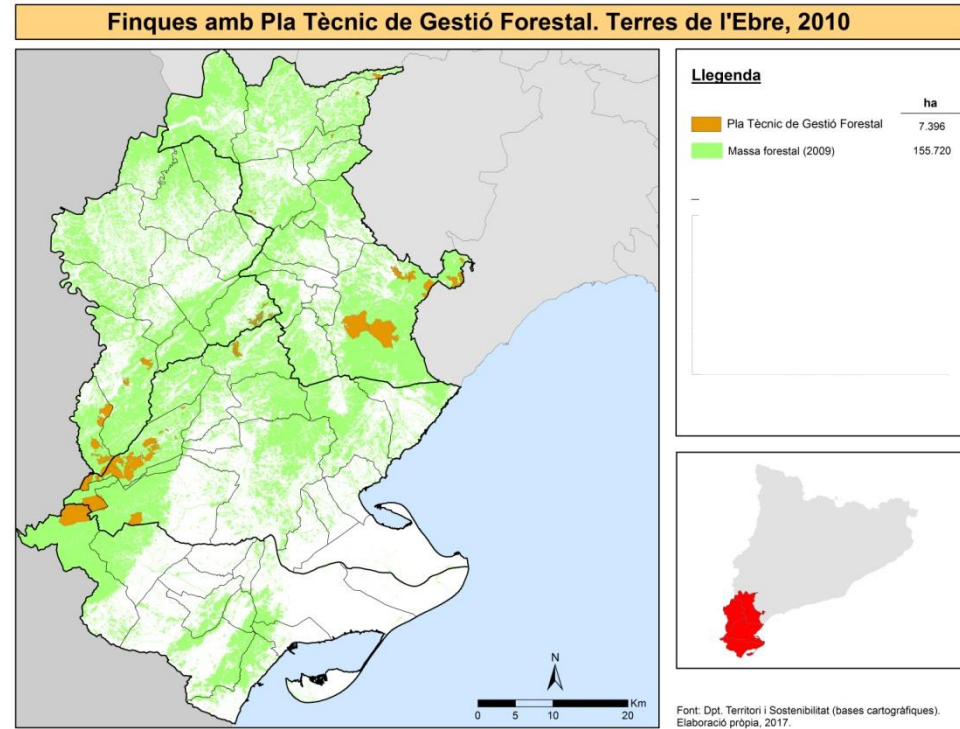 Finques amb Pla Tècnic de Gestió Forestal. Terres de l'Ebre, 2010
Llegenda
ha
Pla Tècnic de Gestió Forestal 7.396
Massa forestal (2009) 155.720
N
Km
0 5 10 20
Font: Dpt. Territori i Sostenibilitat (bases cartogràfiques).
Elaboració pròpia, 2017.